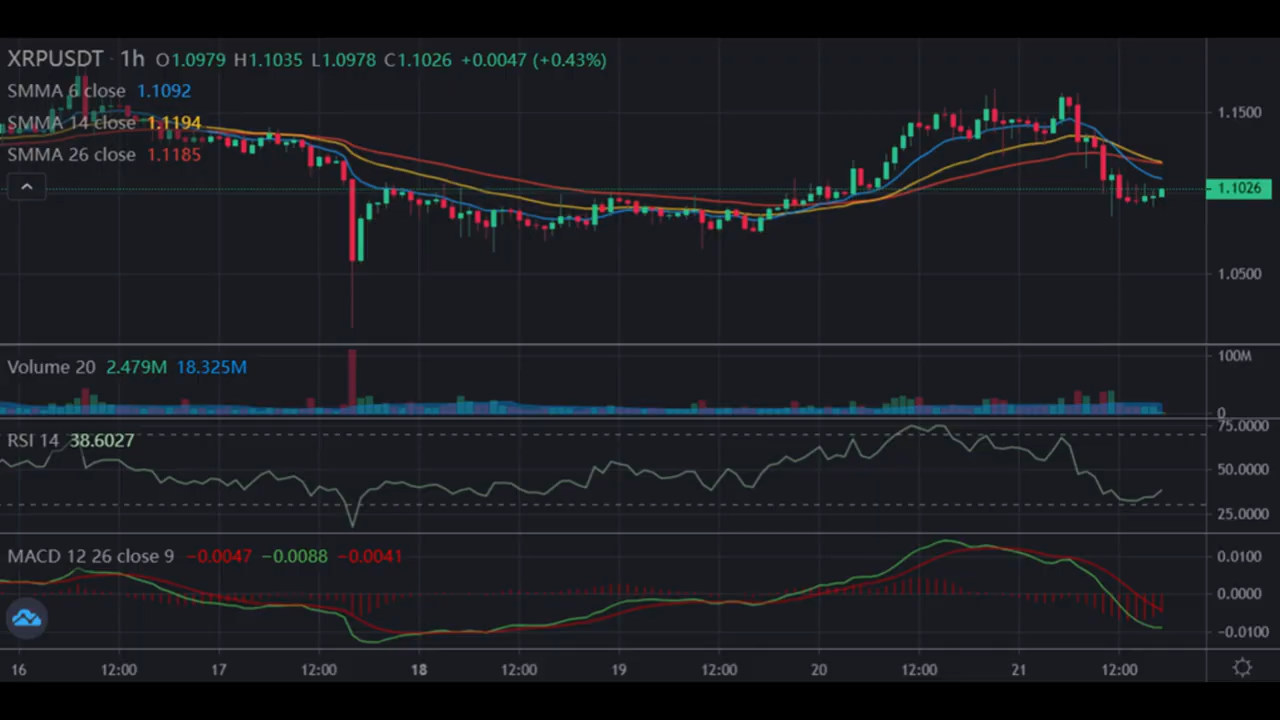 XRPUSDT · 1h O1.0979 H1.1035 L1.0978 C1.1026 +0.0047 (+0.43%)
SMMA 6 close 1.1092
SMMA 14 close 1.1194
SMMA 26 close 1.1185
1.1500
1.1026
1.0500
Volume 20 2.479M 18.325M
100M
0
RSI 14 38.6027
75.0000
50.0000
25.0000
MACD 12 26 close 9 −0.0047 −0.0088 −0.0041
0.0100
0.0000
−0.0100
16 12:00 17 12:00 18 12:00 19 12:00 20 12:00 21 12:00